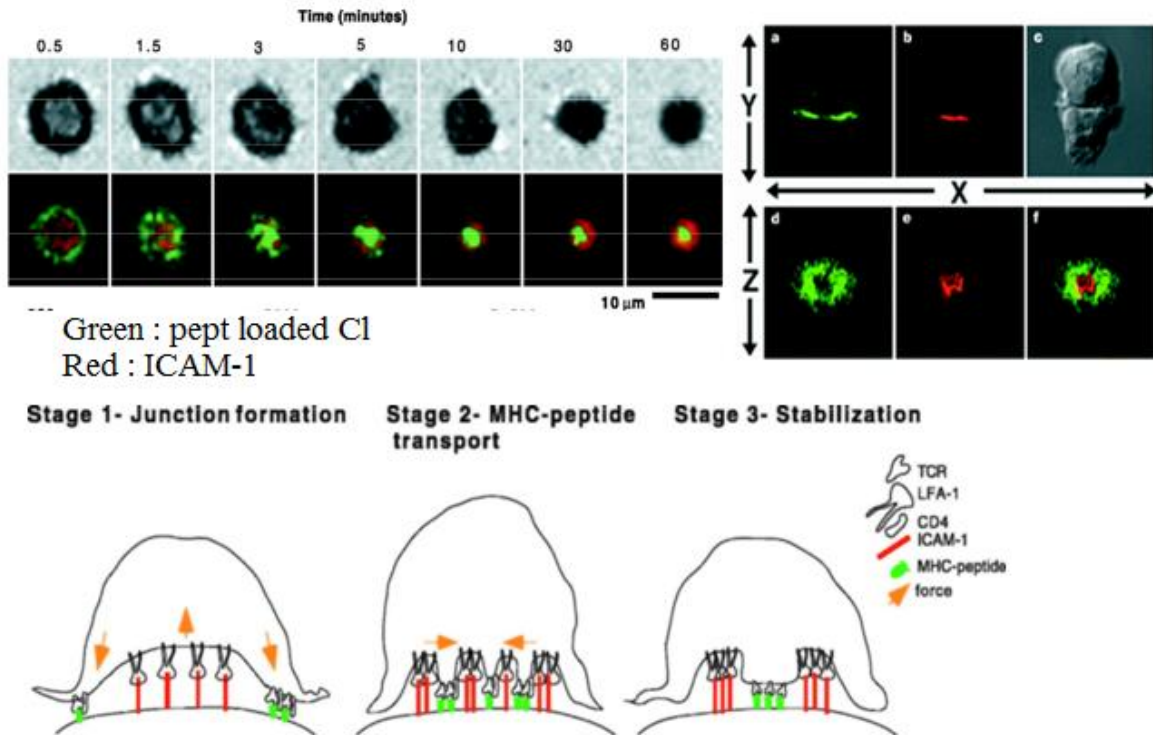 Time (minutes)
0.5 1.5 3 5 10 30 60
10 µm
a b c
Y
X
d e f
Z
Green : pept loaded Cl
Red : ICAM-1
Stage 1- Junction formation
Stage 2- MHC-peptide
transport
Stage 3- Stabilization
TCR
LFA-1
CD4
ICAM-1
MHC-peptide
force